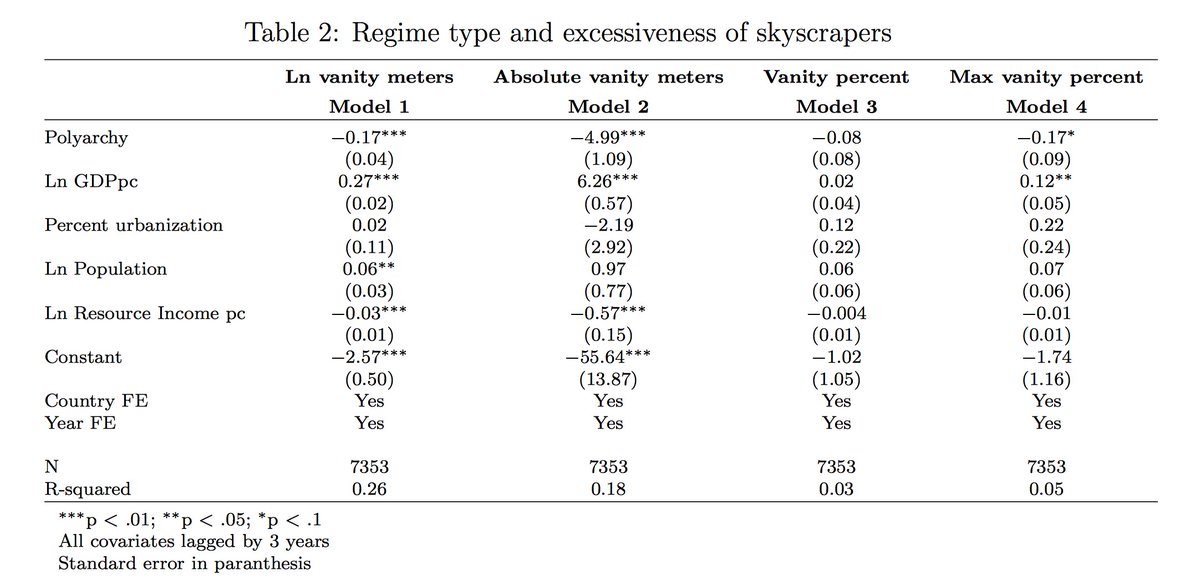 Table 2: Regime type and excessiveness of skyscrapers
Ln vanity meters Absolute vanity meters Vanity percent Max vanity percent
Model 1 Model 2 Model 3 Model 4
Polyarchy −0.17*** −4.99*** −0.08 −0.17*
(0.04) (1.09) (0.08) (0.09)
Ln GDPpc 0.27*** 6.26*** 0.02 0.12**
(0.02) (0.57) (0.04) (0.05)
Percent urbanization 0.02 −2.19 0.12 0.22
(0.11) (2.92) (0.22) (0.24)
Ln Population 0.06** 0.97 0.06 0.07
(0.03) (0.77) (0.06) (0.06)
Ln Resource Income pc −0.03*** −0.57*** −0.004 −0.01
(0.01) (0.15) (0.01) (0.01)
Constant −2.57*** −55.64*** −1.02 −1.74
(0.50) (13.87) (1.05) (1.16)
Country FE Yes Yes Yes Yes
Year FE Yes Yes Yes Yes
N 7353 7353 7353 7353
R-squared 0.26 0.18 0.03 0.05
***p < .01; **p < .05; *p < .1
All covariates lagged by 3 years
Standard error in paranthesis